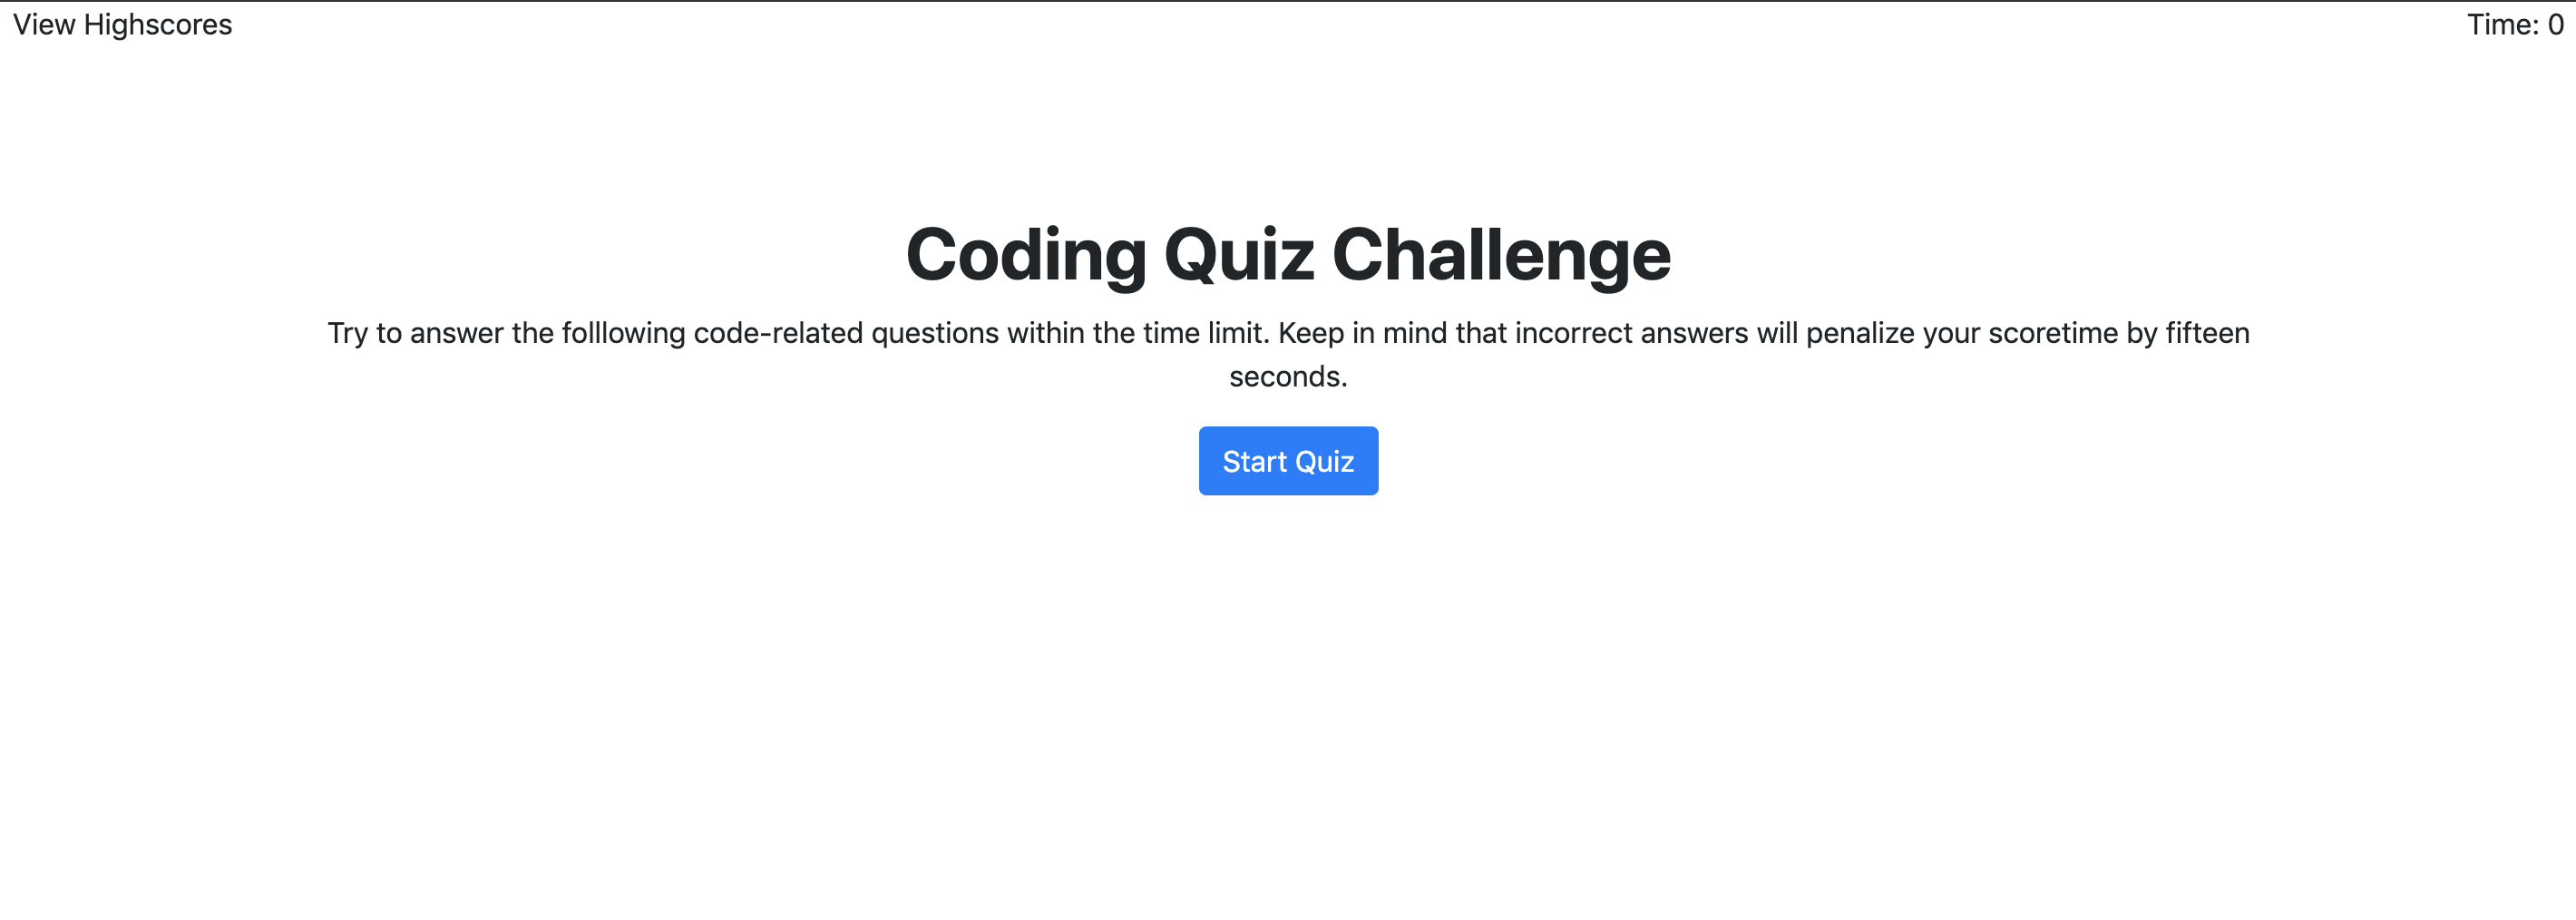 View Highscores
Time: 0
Coding Quiz Challenge
Try to answer the folllowing code-related questions within the time limit. Keep in mind that incorrect answers will penalize your scoretime by fifteen
seconds.
Start Quiz